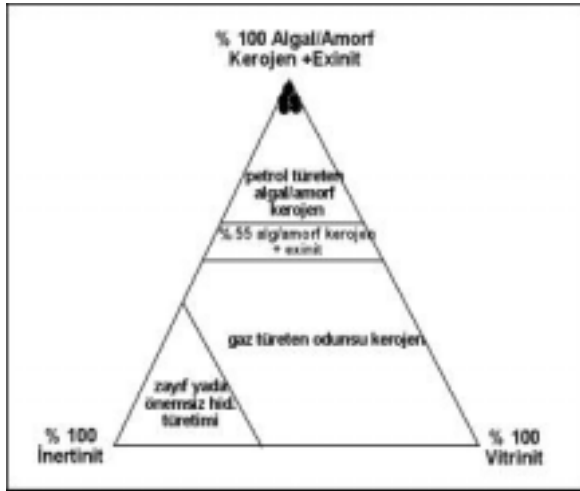 % 100 Algal/Amorf
Kerojen +Exinit
petrol türeten
algal/amorf
kerojen
% 55 alg/amorf kerojen
+ exinit
gaz türeten odunsu kerojen
zayıf yada
önemsiz hid.
türetimi
% 100
İnertinit
% 100
Vitrinit